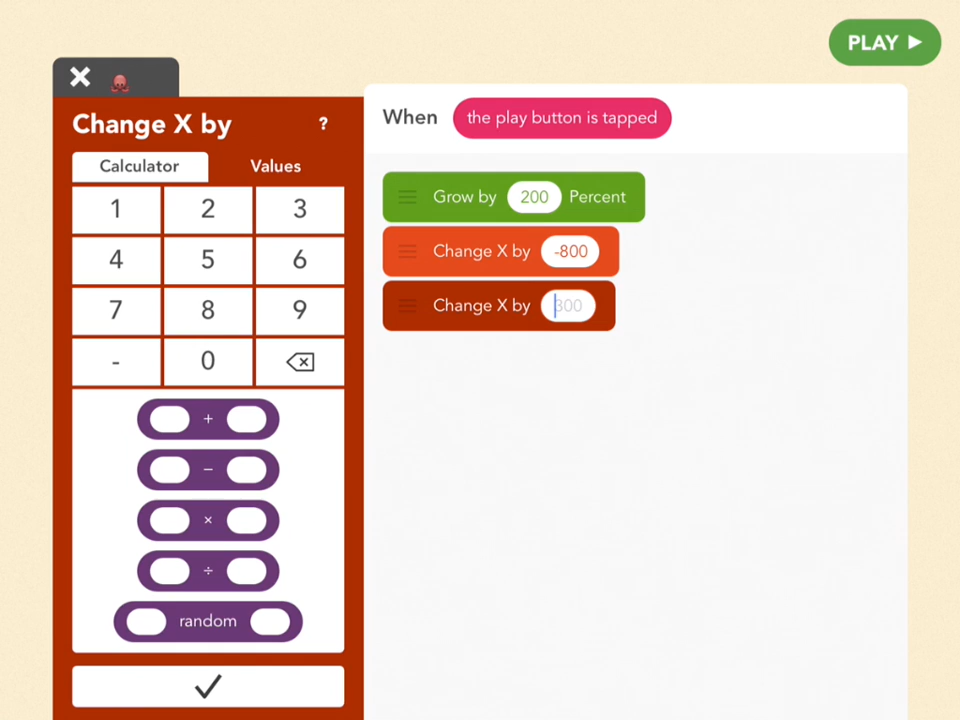 PLAY
Change X by ?
Calculator Values
1 2 3
4 5 6
7 8 9
- 0
+
−
×
÷
random
When the play button is tapped
Grow by 200 Percent
Change X by -800
Change X by 300